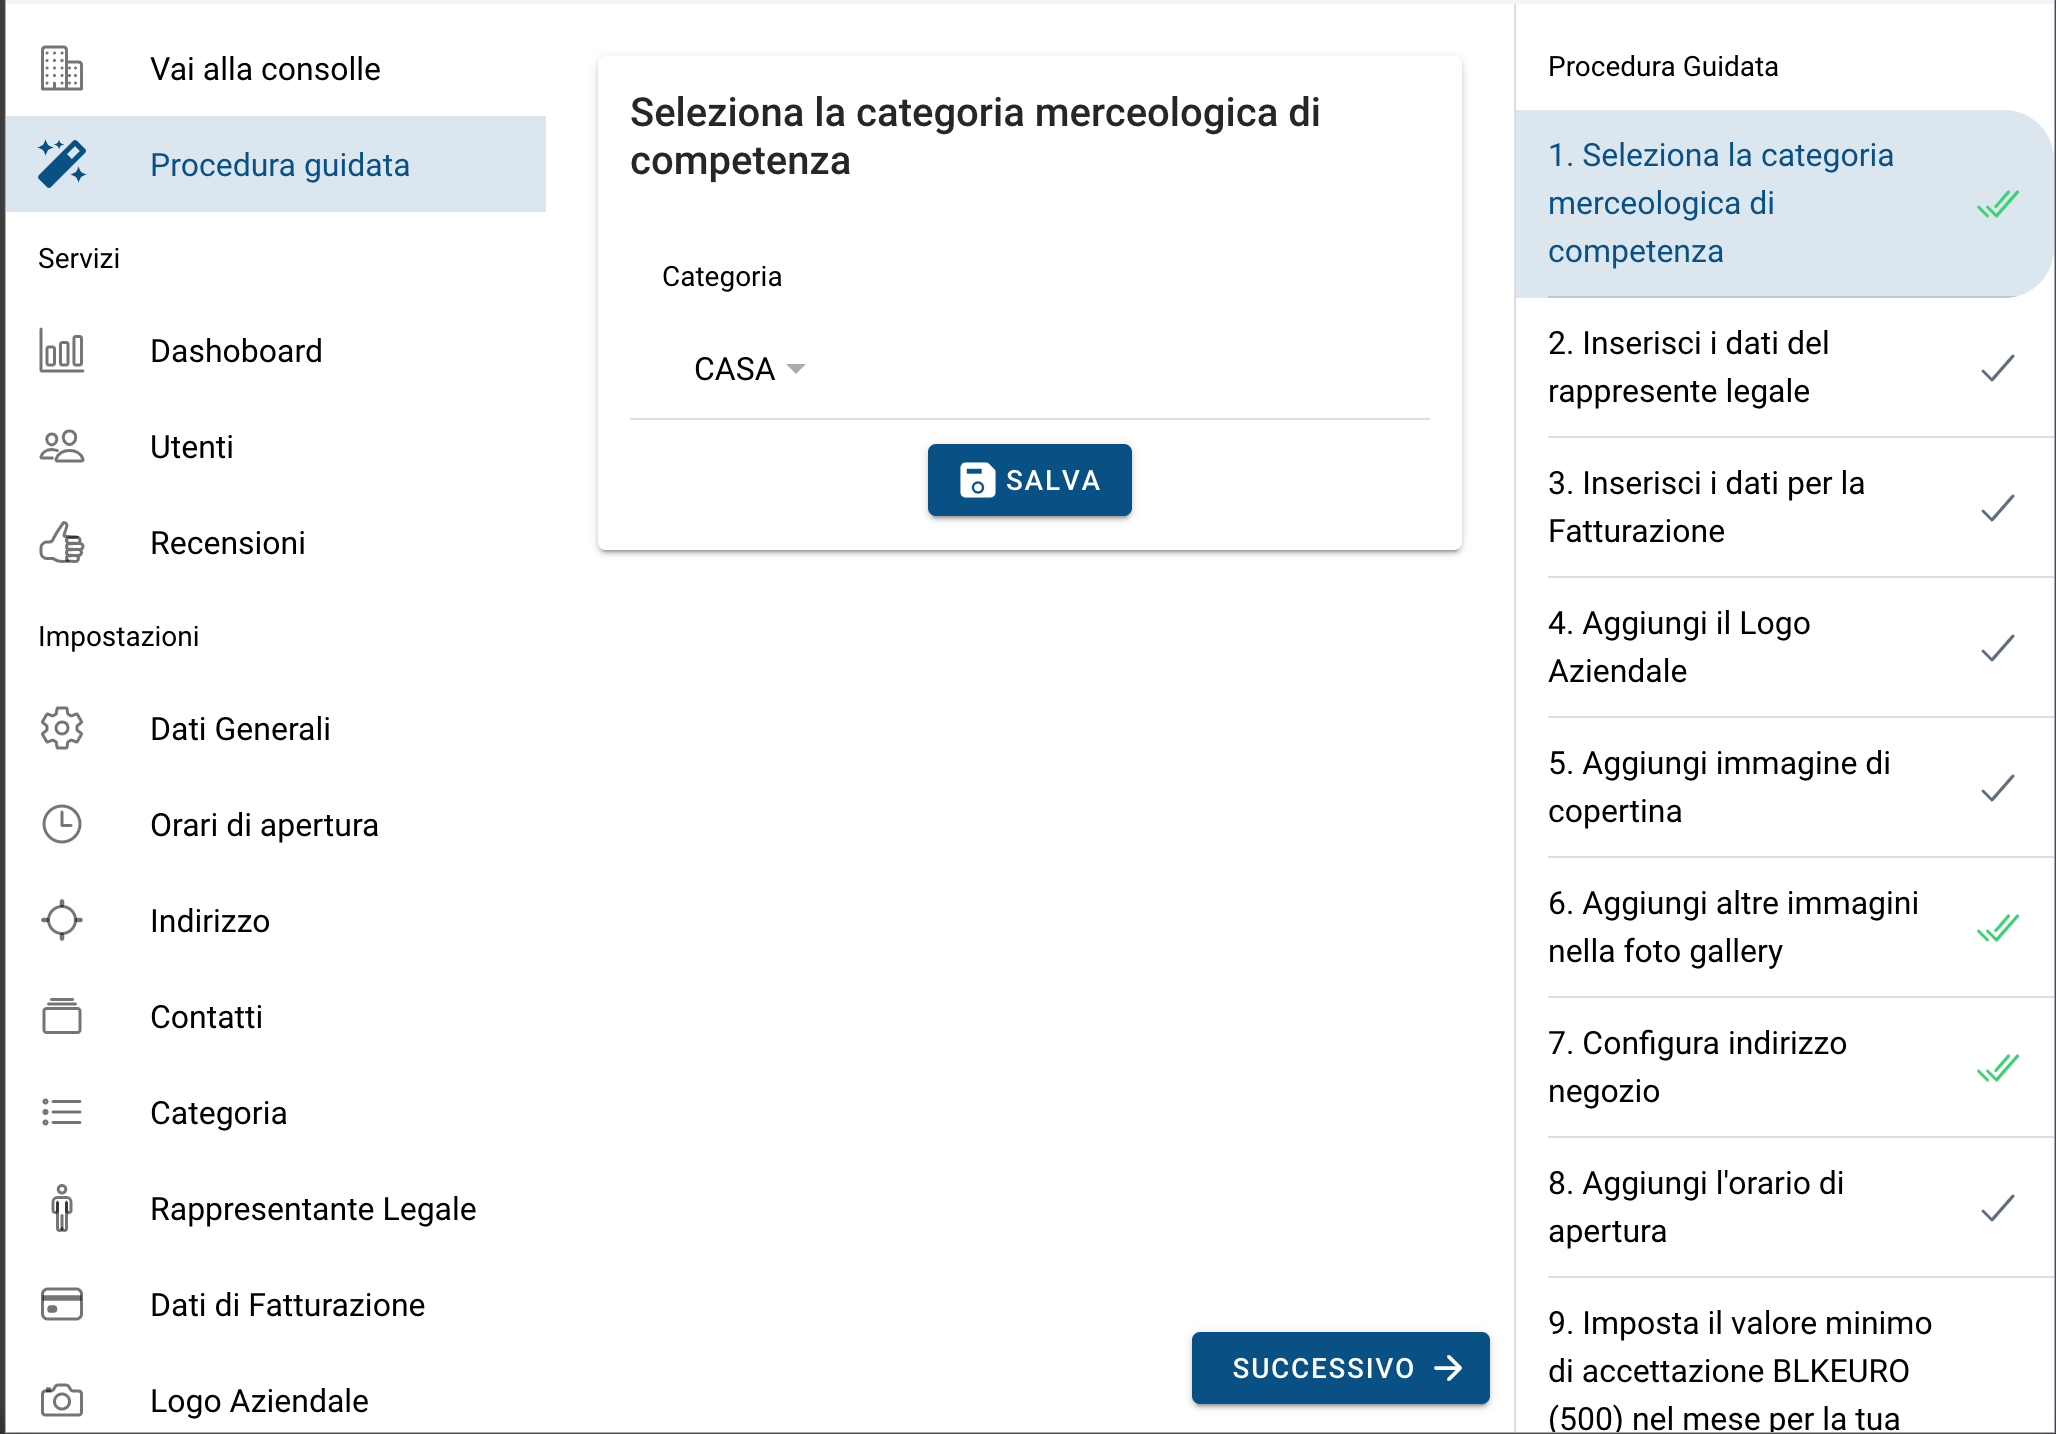 Vai alla consolle
Procedura guidata
Servizi
Dashoboard
Utenti
Recensioni
Impostazioni
Dati Generali
Orari di apertura
Indirizzo
Contatti
Categoria
Rappresentante Legale
Dati di Fatturazione
Logo Aziendale
Seleziona la categoria merceologica di
competenza
Categoria
CASA
SALVA
SUCCESSIVO
Procedura Guidata
1. Seleziona la categoria
merceologica di
competenza
2. Inserisci i dati del
rappresente legale
3. Inserisci i dati per la
Fatturazione
4. Aggiungi il Logo
Aziendale
5. Aggiungi immagine di
copertina
6. Aggiungi altre immagini
nella foto gallery
7. Configura indirizzo
negozio
8. Aggiungi l'orario di
apertura
9. Imposta il valore minimo
di accettazione BLKEURO
(500) nel mese per la tua